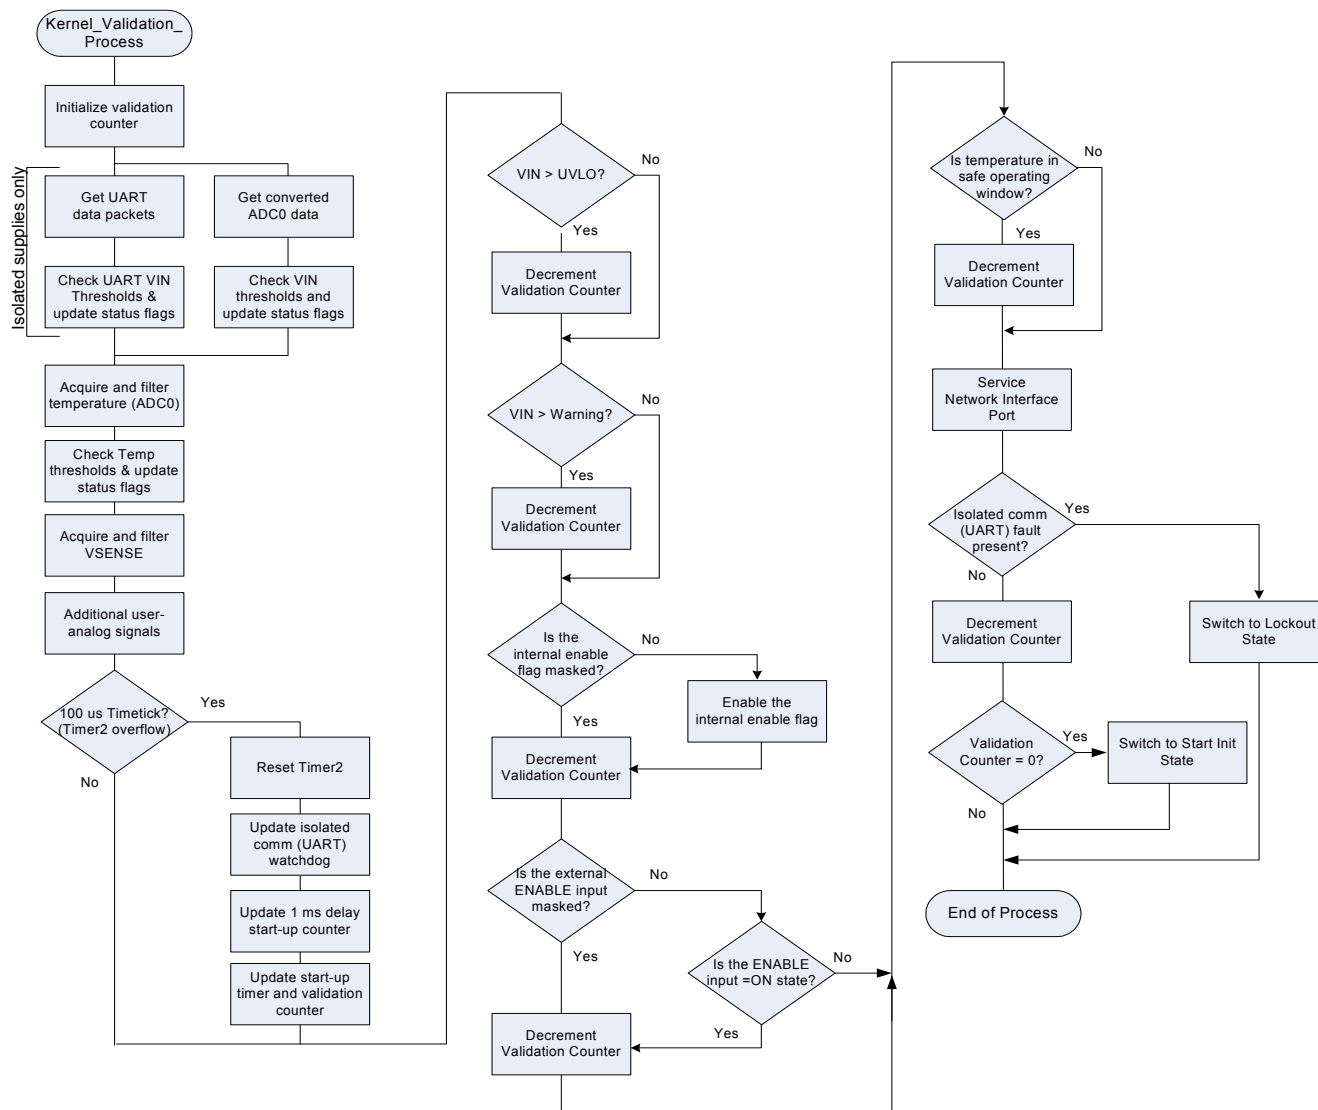 Kernel_Validation_
Process
Initialize validation
counter
Isolated supplies only
Get UART
data packets
Get converted
ADC0 data
Check UART VIN
Thresholds &
update status flags
Check VIN
thresholds and
update status flags
Acquire and filter
temperature (ADC0)
Check Temp
thresholds & update
status flags
Acquire and filter
VSENSE
Additional user-
analog signals
100 us Timetick?
(Timer2 overflow)
Yes
No
Reset Timer2
Update isolated
comm (UART)
watchdog
Update 1 ms delay
start-up counter
Update start-up
timer and validation
counter
VIN > UVLO?
No
Yes
Decrement
Validation Counter
VIN > Warning?
No
Yes
Decrement
Validation Counter
Is the
internal enable
flag masked?
No
Enable the
internal enable flag
Yes
Decrement
Validation Counter
Is the external
ENABLE input
masked?
No
Yes
Is the ENABLE
input =ON state?
No
Yes
Decrement
Validation Counter
Is temperature in
safe operating
window?
No
Yes
Decrement
Validation Counter
Service
Network Interface
Port
Isolated comm
(UART) fault
present?
Yes
No
Decrement
Validation Counter
Switch to Lockout
State
Validation
Counter = 0?
Yes
Switch to Start Init
State
No
End of Process